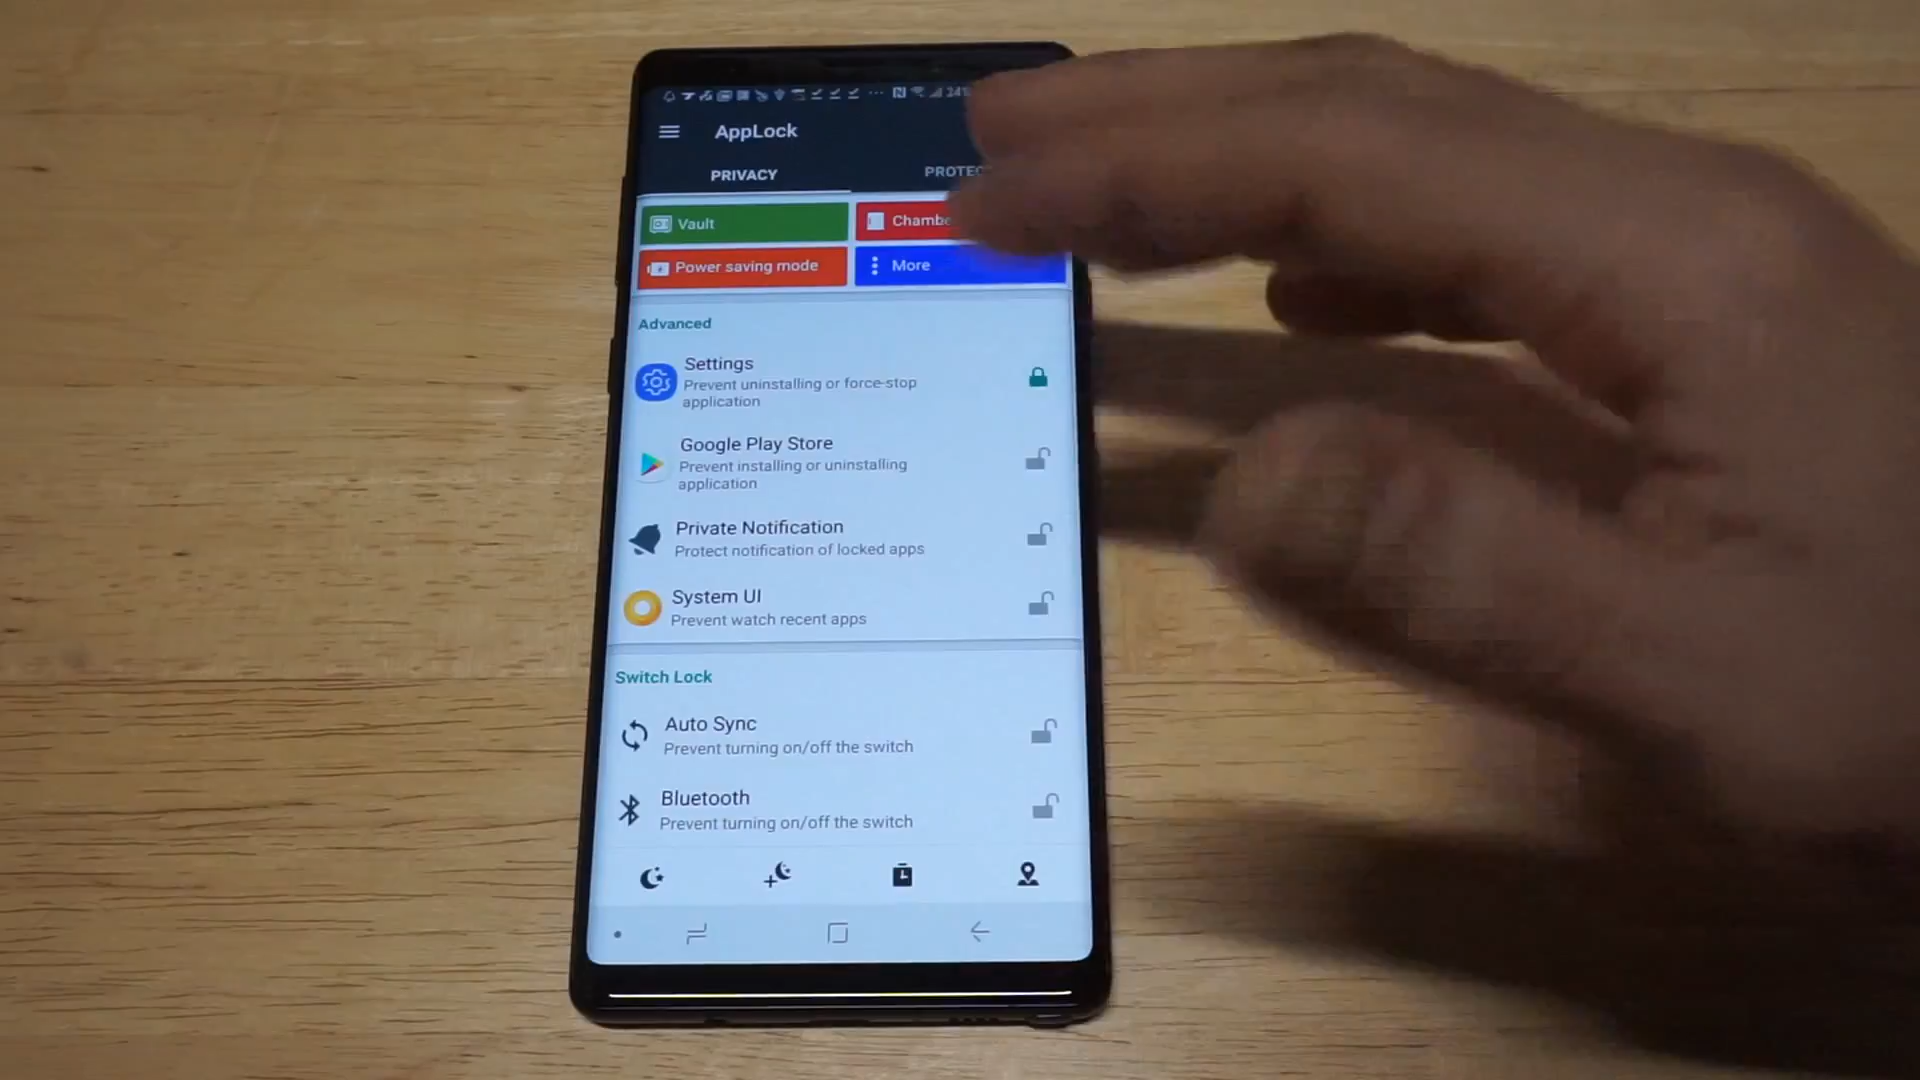 AppLock
PRIVACY
Vault
Power saving mode
More
Advanced
Settings
Prevent uninstalling or force-stop
application
Google Play Store
Prevent installing or uninstalling
application
Private Notification
Protect notification of locked apps
System UI
Prevent watch recent apps
Switch Lock
Auto Sync
Prevent turning on/off the switch
Bluetooth
Prevent turning on/off the switch